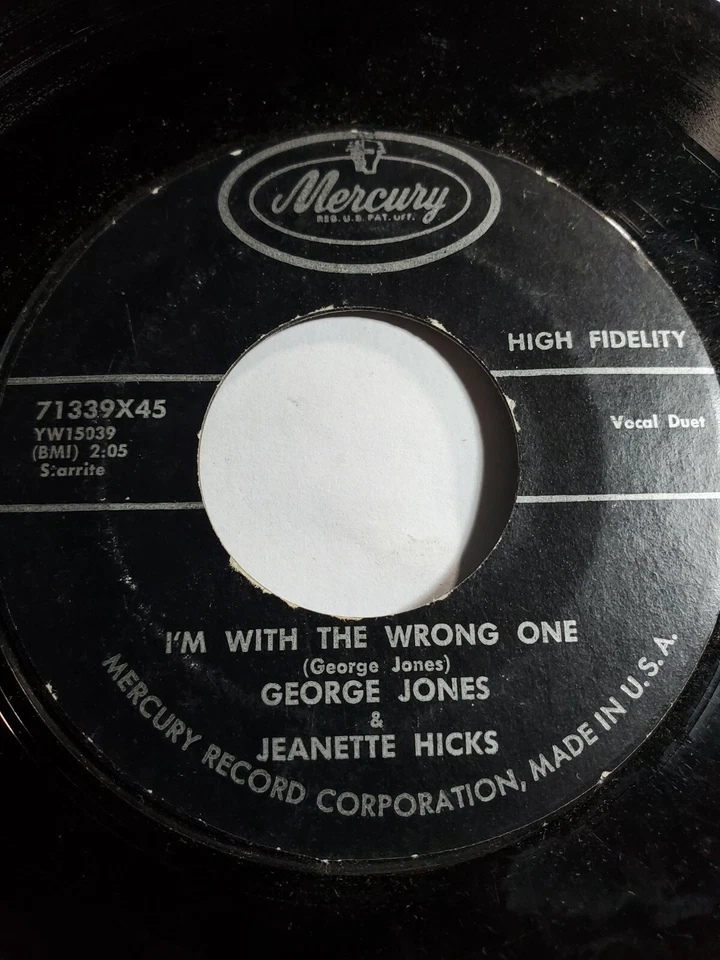 Mercury
REG. U.S. PAT. OFF.
HIGH FIDELITY
71339X45
YW15039
(BMI) 2:05
Starrite
Vocal Duet
I'M WITH THE WRONG ONE
(George Jones)
GEORGE JONES
&
JEANETTE HICKS
MERCURY RECORD CORPORATION, MADE IN U.S.A.